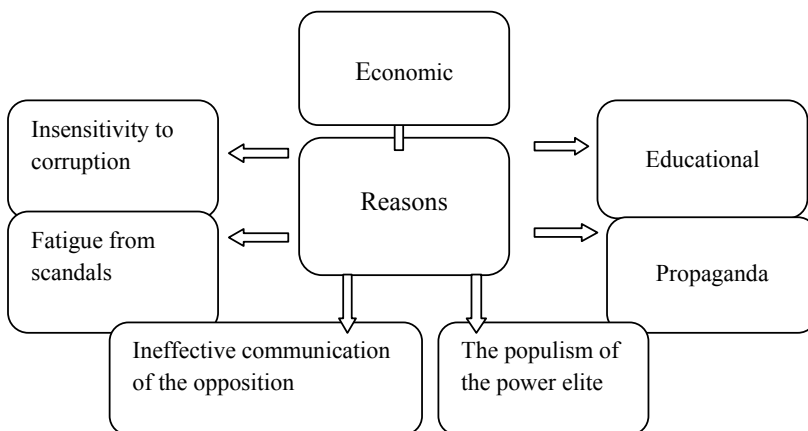 Economic
Insensitivity to
corruption
Educational
Reasons
Fatigue from
scandals
Propaganda
Ineffective communication
of the opposition
The populism of
the power elite